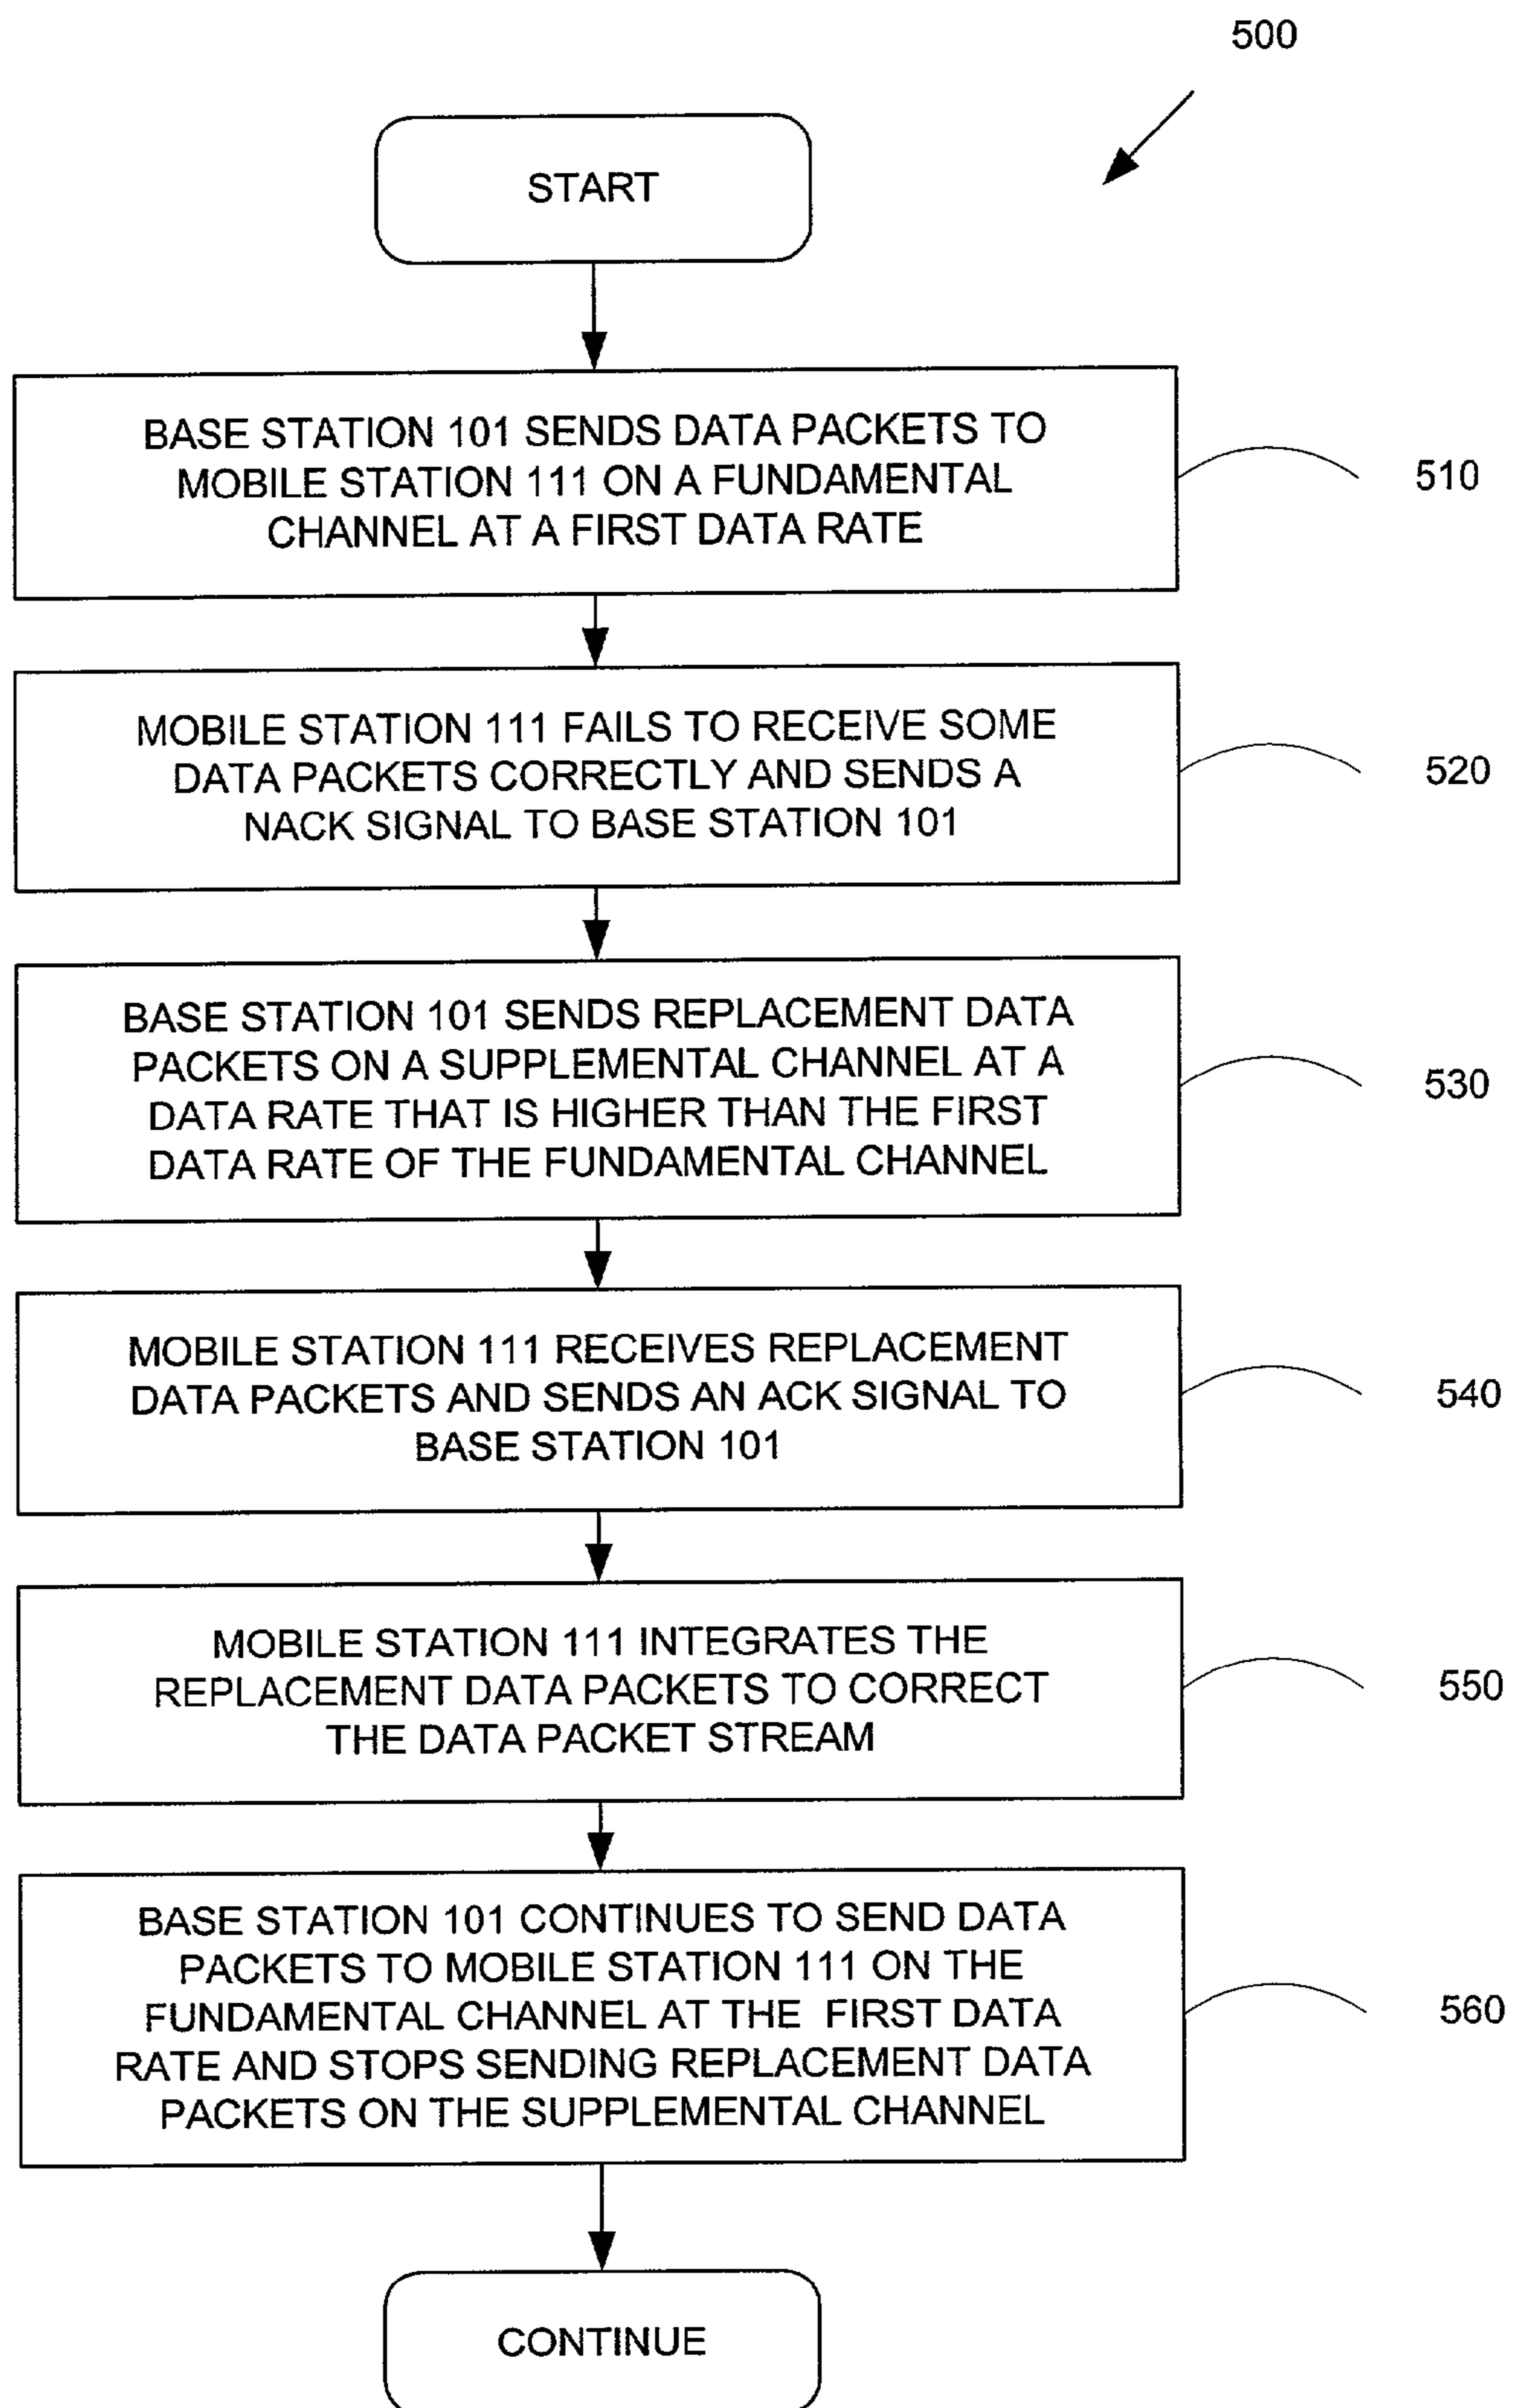 500
START
BASE STATION 101 SENDS DATA PACKETS TO
MOBILE STATION 111 ON A FUNDAMENTAL
CHANNEL AT A FIRST DATA RATE
510
MOBILE STATION 111 FAILS TO RECEIVE SOME
DATA PACKETS CORRECTLY AND SENDS A
NACK SIGNAL TO BASE STATION 101
520
BASE STATION 101 SENDS REPLACEMENT DATA
PACKETS ON A SUPPLEMENTAL CHANNEL AT A
DATA RATE THAT IS HIGHER THAN THE FIRST
DATA RATE OF THE FUNDAMENTAL CHANNEL
530
MOBILE STATION 111 RECEIVES REPLACEMENT
DATA PACKETS AND SENDS AN ACK SIGNAL TO
BASE STATION 101
540
MOBILE STATION 111 INTEGRATES THE
REPLACEMENT DATA PACKETS TO CORRECT
THE DATA PACKET STREAM
550
BASE STATION 101 CONTINUES TO SEND DATA
PACKETS TO MOBILE STATION 111 ON THE
FUNDAMENTAL CHANNEL AT THE FIRST DATA
RATE AND STOPS SENDING REPLACEMENT DATA
PACKETS ON THE SUPPLEMENTAL CHANNEL
560
CONTINUE